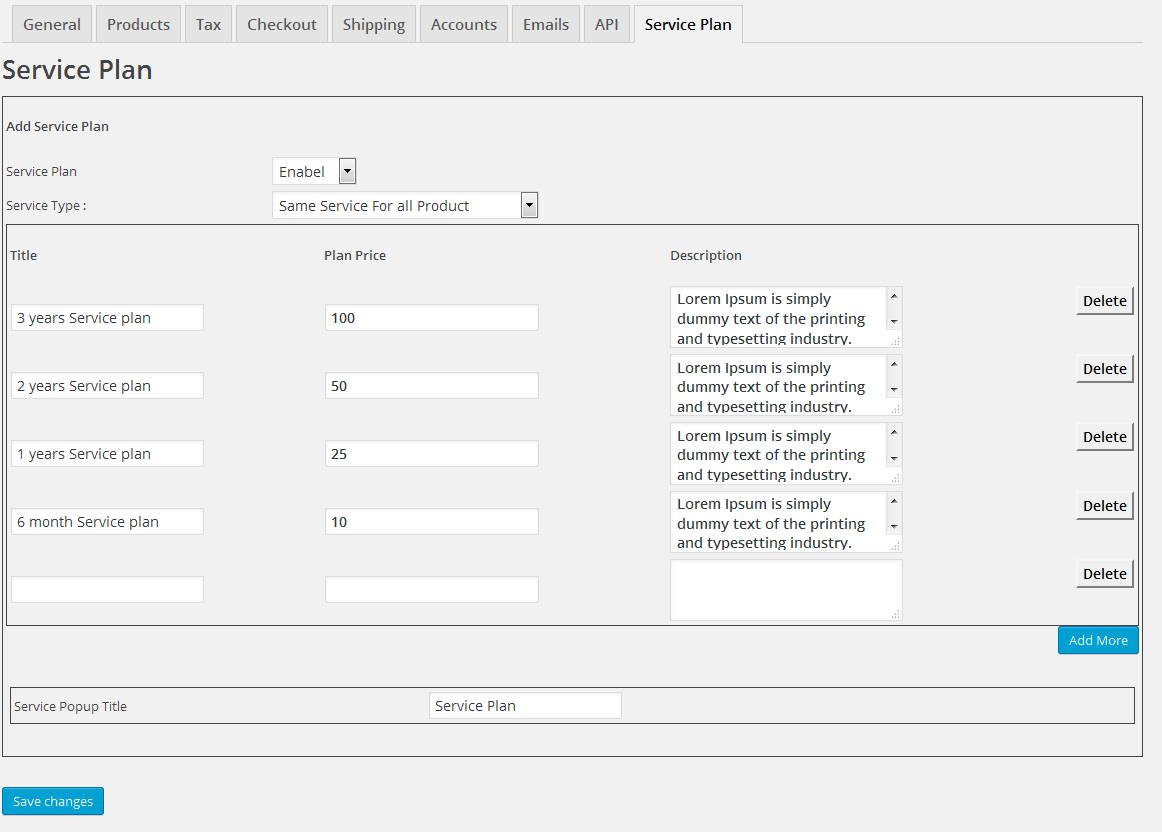 General Products Tax Checkout Shipping Accounts Emails API Service Plan
Service Plan
Add Service Plan
Service Plan Enabel
Service Type : Same Service For all Product
Title Plan Price Description
3 years Service plan 100 Lorem Ipsum is simply Delete
dummy text of the printing
and typesetting industry.
2 years Service plan 50 Lorem Ipsum is simply Delete
dummy text of the printing
and typesetting industry.
1 years Service plan 25 Lorem Ipsum is simply Delete
dummy text of the printing
and typesetting industry.
6 month Service plan 10 Lorem Ipsum is simply Delete
dummy text of the printing
and typesetting industry.
Delete
Add More
Service Popup Title Service Plan
Save changes